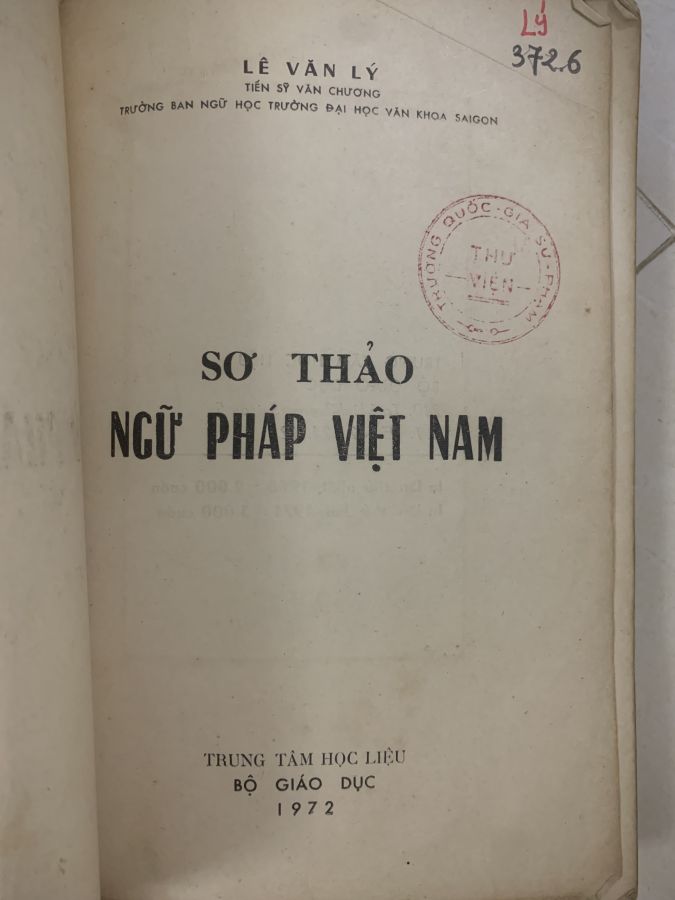 Lý
372.6
LÊ VĂN LÝ
TIẾN SỸ VĂN CHƯƠNG
TRƯỞNG BAN NGỮ HỌC TRƯỜNG ĐẠI HỌC VĂN KHOA SAIGON
TRƯỜNG QUỐC-GIA SƯ-PHẠM
THƯ
VIỆN
SƠ THẢO
NGỮ PHÁP VIỆT NAM
TRUNG TÂM HỌC LIỆU
BỘ GIÁO DỤC
1972